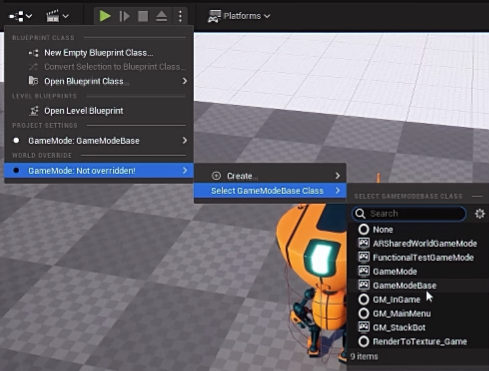 Platforms
BLUEPRINT CLASS
New Empty Blueprint Class...
Convert Selection to Blueprint Class...
Open Blueprint Class...
LEVEL BLUEPRINTS
Open Level Blueprint
PROJECT SETTINGS
GameMode: GameModeBase
WORLD OVERRIDE
GameMode: Not overridden!
Create...
Select GameModeBase Class
SELECT GAMEMODEBASE CLASS
Search
None
ARSharedWorldGameMode
FunctionalTestGameMode
GameMode
GameModeBase
GM_InGame
GM_MainMenu
GM_StackBot
RenderToTexture_Game
9 items